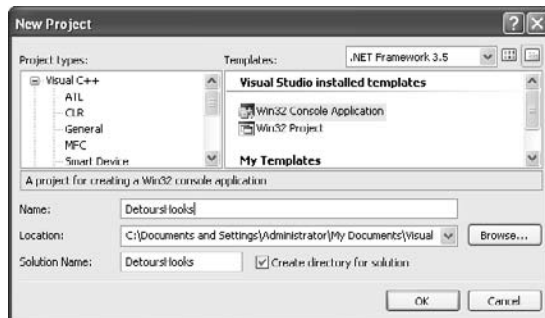 New Project
Project types:
Templates:
.NET Framework 3.5
Visual C++
ATL
CLR
General
MFC
Smart Device
Visual Studio installed templates
Win32 Console Application
Win32 Project
My Templates
A project for creating a Win32 console application
Name:
DetoursHooks
Location:
C:\Documents and Settings\Administrator\My Documents\Visual
Browse...
Solution Name:
DetoursHooks
Create directory for solution
OK
Cancel